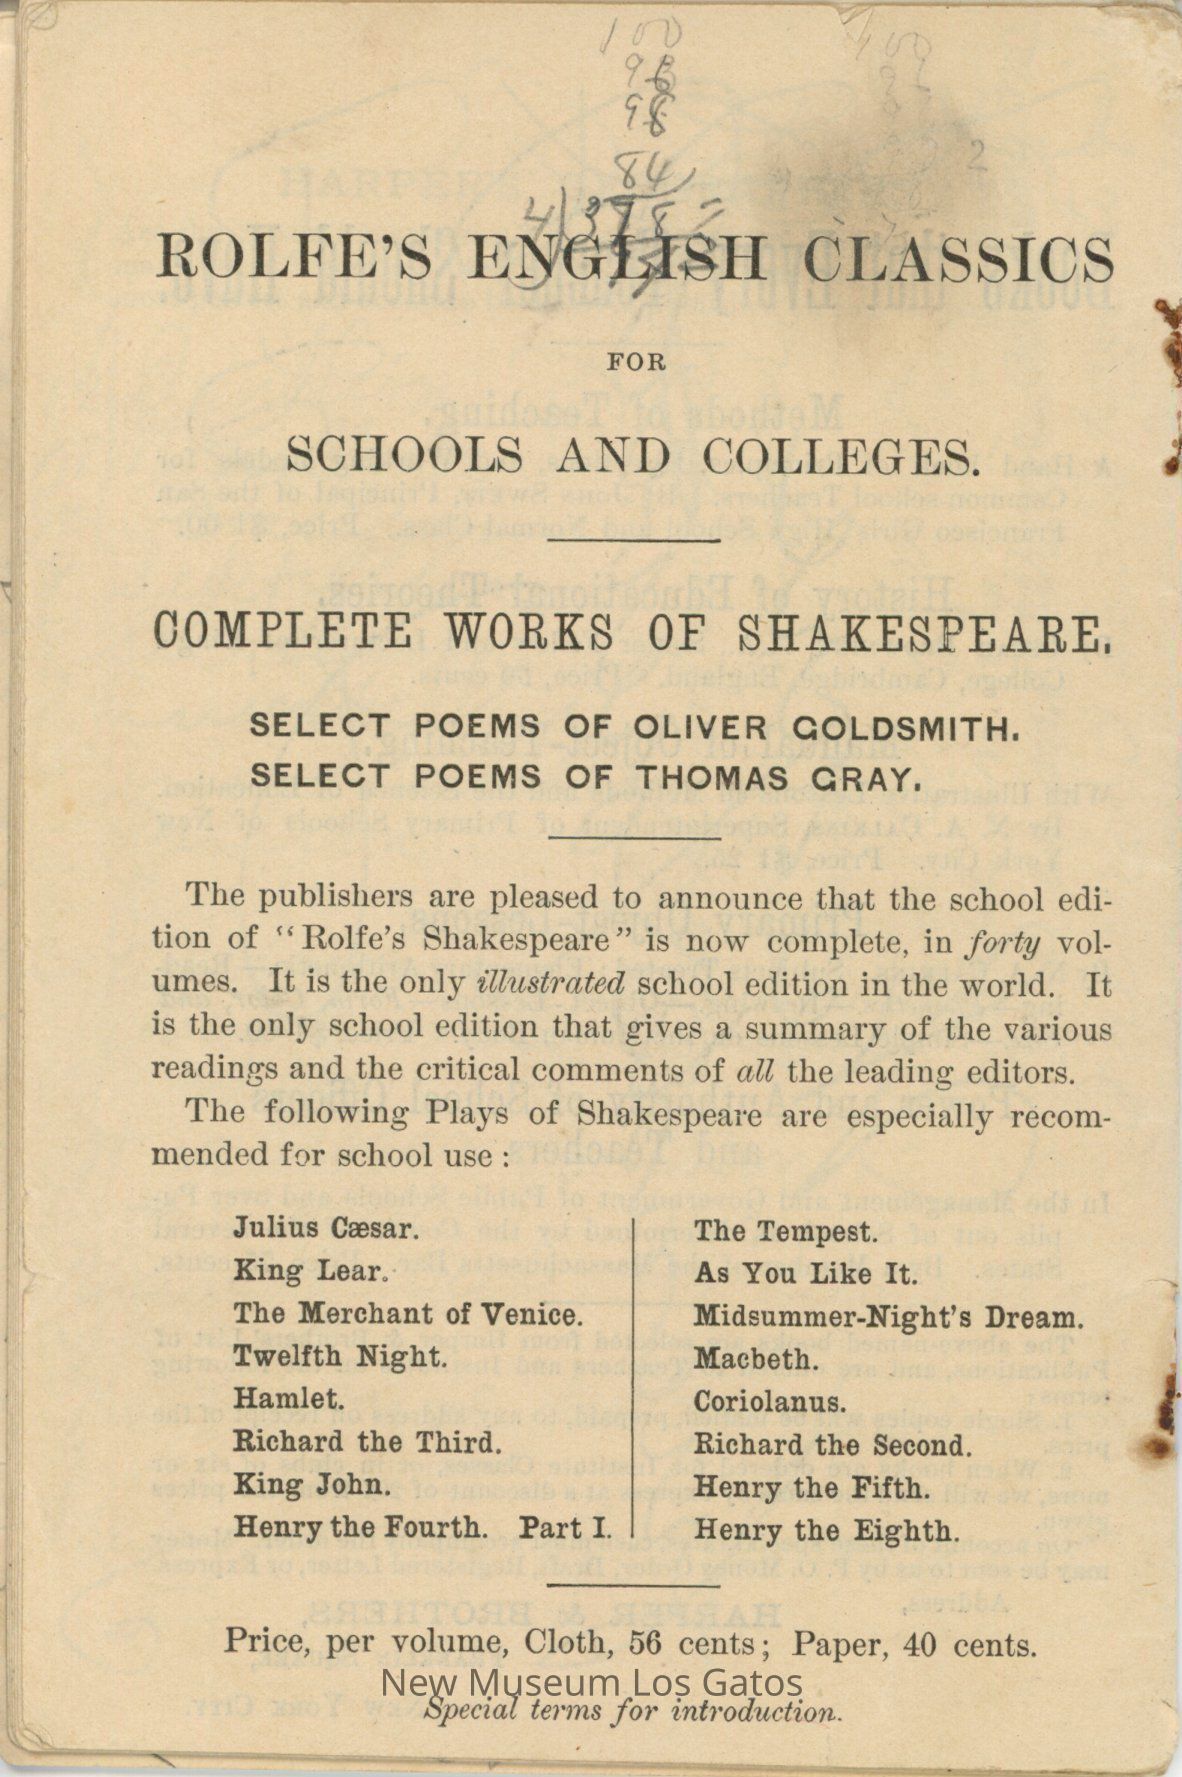 100
98
84
ROLFE'S ENGLISH CLASSICS
FOR
SCHOOLS AND COLLEGES.
COMPLETE WORKS OF SHAKESPEARE.
SELECT POEMS OF OLIVER GOLDSMITH.
SELECT POEMS OF THOMAS GRAY.
The publishers are pleased to announce that the school edi-
tion of “Rolfe's Shakespeare” is now complete, in forty vol-
umes. It is the only illustrated school edition in the world. It
is the only school edition that gives a summary of the various
readings and the critical comments of all the leading editors.
The following Plays of Shakespeare are especially recom-
mended for school use :
Julius Cæsar.
King Lear.
The Merchant of Venice.
Twelfth Night.
Hamlet.
Richard the Third.
King John.
Henry the Fourth. Part I.
The Tempest.
As You Like It.
Midsummer-Night's Dream.
Macbeth.
Coriolanus.
Richard the Second.
Henry the Fifth.
Henry the Eighth.
Price, per volume, Cloth, 56 cents; Paper, 40 cents.
New Museum Los Gatos
Special terms for introduction.